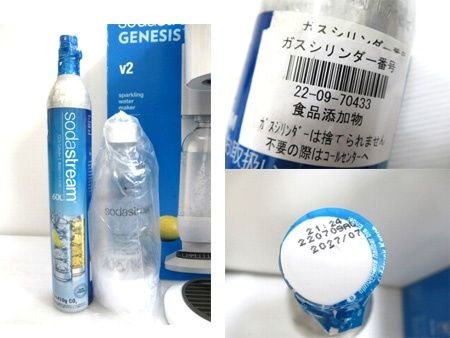 sodastream
GENESIS
v2
sparkling
water
maker
sodastream
60L
410g CO₂
sodastream
ガスシリンダー番号
ガスシリンダー番号
22-09-70433
食品添加物
ガスシリンダーは捨てられません
不要の際はコールセンターへ
21:24
2027/07